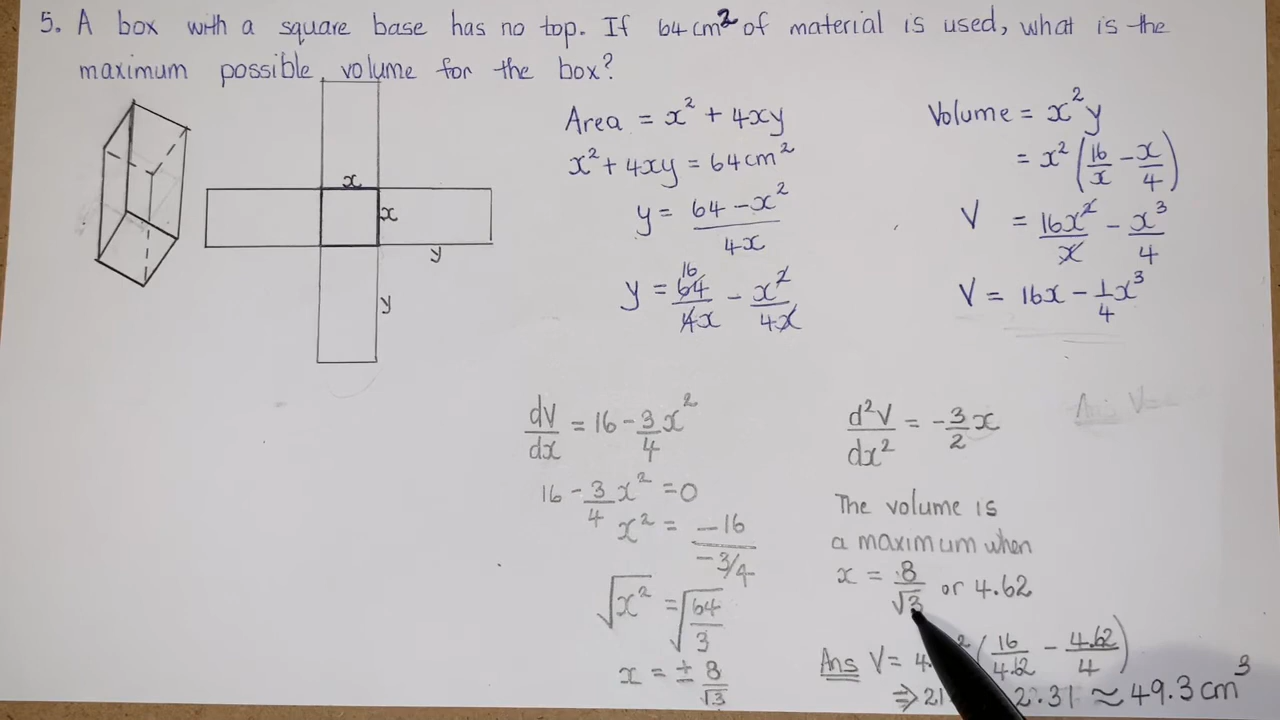 5. A box with a square base has no top. If 64 cm² of material is used, what is the
maximum possible volume for the box?
x
x
y
y
Area = x² + 4xy
x² + 4xy = 64cm²
y = (64 - x²)/4x
y = 64/4x - x²/4x
16
Volume = x²y
= x² (16/x - x/4)
V = 16x²/x - x³/4
V = 16x - 1/4 x³
dV/dx = 16 - 3/4 x²
16 - 3/4 x² = 0
x² = -16/-3/4
√x² = √64/3
x = ± 8/√3
d²V/dx² = -3/2 x
The volume is
a maximum when
x = 8/√3 or 4.62
Ans V = 4. ² (16/4.62 - 4.62/4)
⇒ 21 2.31 ≈ 49.3 cm³
Ans V=